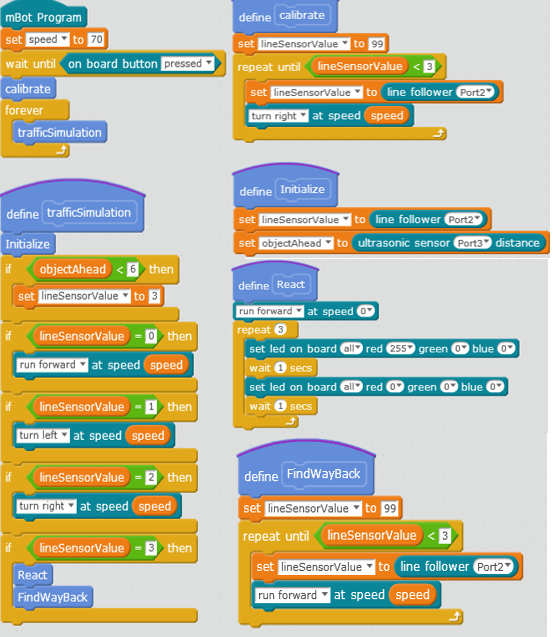 mBot Program
set speed to 70
wait until on board button pressed
calibrate
forever
trafficSimulation
define calibrate
set lineSensorValue to 99
repeat until lineSensorValue < 3
set lineSensorValue to line follower Port2
turn right at speed speed
define trafficSimulation
Initialize
if objectAhead < 6 then
set lineSensorValue to 3
if lineSensorValue = 0 then
run forward at speed speed
if lineSensorValue = 1 then
turn left at speed speed
if lineSensorValue = 2 then
turn right at speed speed
if lineSensorValue = 3 then
React
FindWayBack
define Initialize
set lineSensorValue to line follower Port2
set objectAhead to ultrasonic sensor Port3 distance
define React
run forward at speed 0
repeat 3
set led on board all red 255 green 0 blue 0
wait 1 secs
set led on board all red 0 green 0 blue 0
wait 1 secs
define FindWayBack
set lineSensorValue to 99
repeat until lineSensorValue < 3
set lineSensorValue to line follower Port2
run forward at speed speed